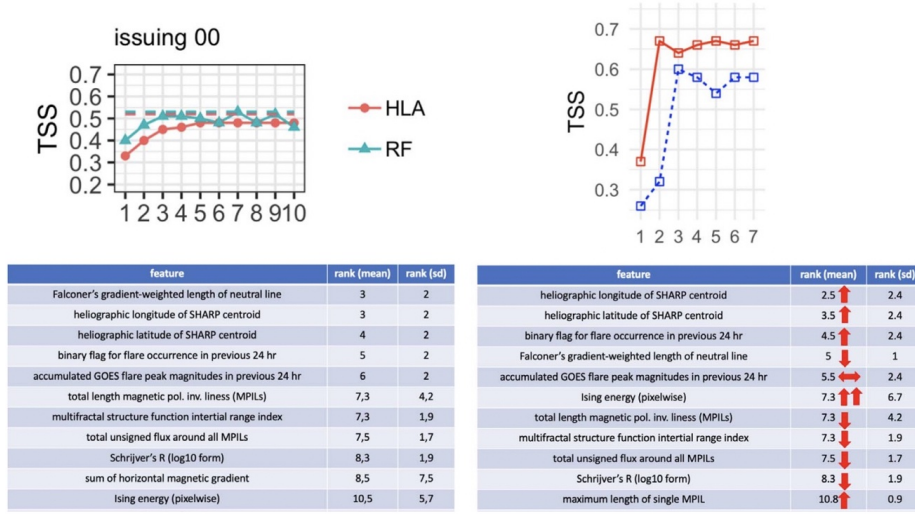 issuing 00
TSS
0.7
0.6
0.5
0.4
0.3
0.2
1 2 3 4 5 6 7 8 9 10
HLA
RF
TSS
0.7
0.6
0.5
0.4
0.3
1 2 3 4 5 6 7
feature rank (mean) rank (sd)
Falconer's gradient-weighted length of neutral line 3 2
heliographic longitude of SHARP centroid 3 2
heliographic latitude of SHARP centroid 4 2
binary flag for flare occurrence in previous 24 hr 5 2
accumulated GOES flare peak magnitudes in previous 24 hr 6 2
total length magnetic pol. inv. liness (MPILs) 7,3 4,2
multifractal structure function intertial range index 7,3 1,9
total unsigned flux around all MPILs 7,5 1,7
Schrijver's R (log10 form) 8,3 1,9
sum of horizontal magnetic gradient 8,5 7,5
Ising energy (pixelwise) 10,5 5,7
feature rank (mean) rank (sd)
heliographic longitude of SHARP centroid 2.5 2.4
heliographic latitude of SHARP centroid 3.5 2.4
binary flag for flare occurrence in previous 24 hr 4.5 2.4
Falconer's gradient-weighted length of neutral line 5 1
accumulated GOES flare peak magnitudes in previous 24 hr 5.5 2.4
Ising energy (pixelwise) 7.3 6.7
total length magnetic pol. inv. liness (MPILs) 7.3 4.2
multifractal structure function intertial range index 7.3 1.9
total unsigned flux around all MPILs 7.5 1.7
Schrijver's R (log10 form) 8.3 1.9
maximum length of single MPIL 10.8 0.9